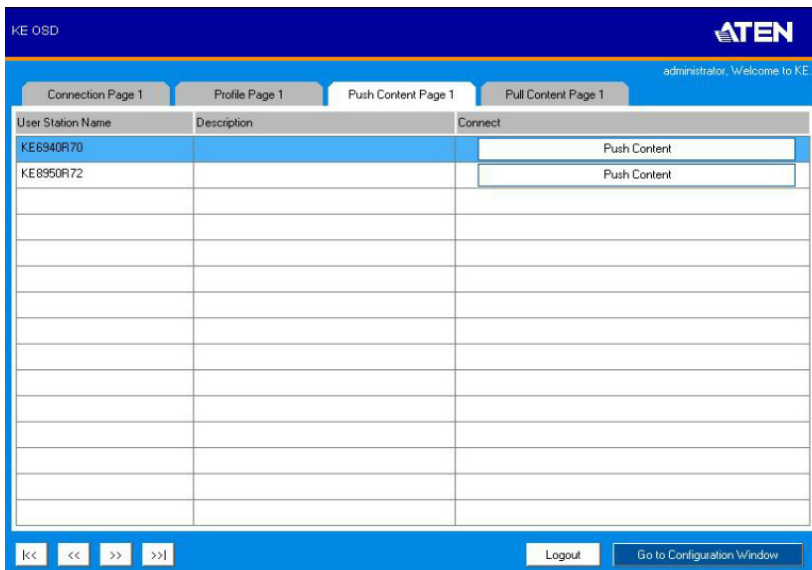 KE OSD
ATEN
administrator, Welcome to KE.
Connection Page 1 Profile Page 1 Push Content Page 1 Pull Content Page 1
User Station Name Description Connect
KE6940R70 Push Content
KE8950R72 Push Content
|<< << >> >>| Logout Go to Configuration Window